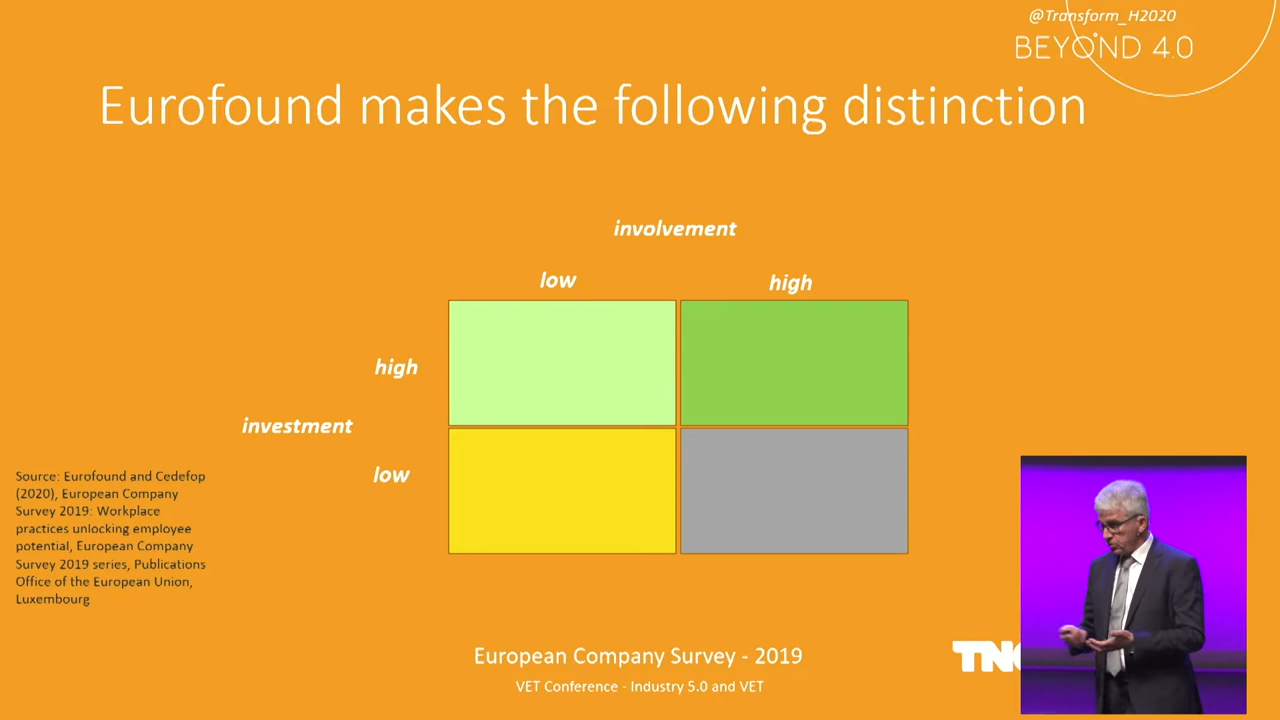 @Transform_H2020
BEYOND 4.0
Eurofound makes the following distinction
involvement
low
high
high
investment
low
Source: Eurofound and Cedefop
(2020), European Company
Survey 2019: Workplace
practices unlocking employee
potential, European Company
Survey 2019 series, Publications
Office of the European Union,
Luxembourg
European Company Survey - 2019
VET Conference - Industry 5.0 and VET